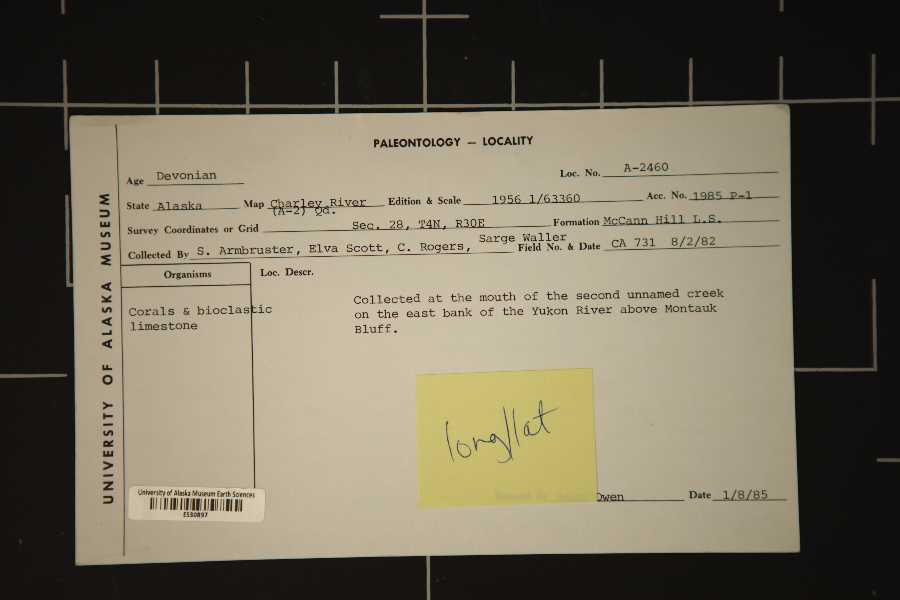 PALEONTOLOGY — LOCALITY
Age Devonian Loc. No. A-2460
State Alaska Map Charley River Edition & Scale 1956 1/63360 Acc. No. 1985 P-1
(A-2) Qd.
Survey Coordinates or Grid Sec. 28, T4N, R30E Formation McCann Hill L.S.
Sarge Waller
Collected By S. Armbruster, Elva Scott, C. Rogers, Field No. & Date CA 731 8/2/82
Organisms Loc. Descr.
Corals & bioclastic
limestone
Collected at the mouth of the second unnamed creek
on the east bank of the Yukon River above Montauk
Bluff.
long/lat
Owen Date 1/8/85
University of Alaska Museum Earth Sciences
ES30897
UNIVERSITY OF ALASKA MUSEUM